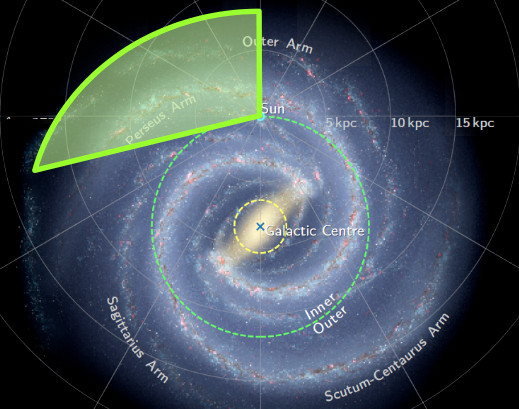 Outer Arm
Perseus Arm
Sun
5 kpc
10 kpc
15 kpc
Galactic Centre
Inner
Outer
Sagittarius Arm
Scutum-Centaurus Arm